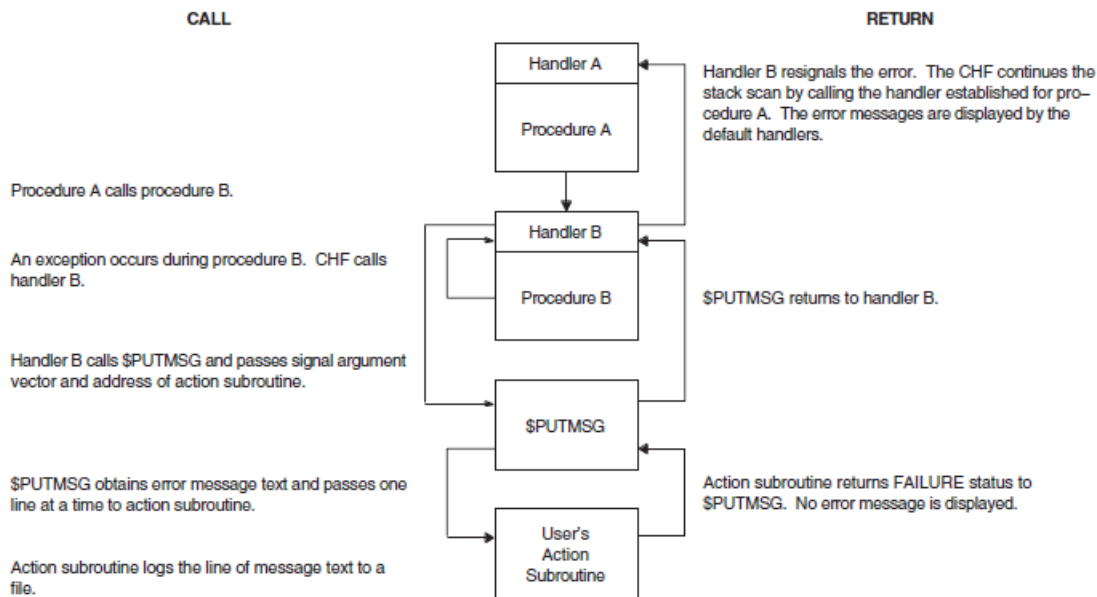 CALL
RETURN
Handler A
Procedure A
Handler B resignals the error. The CHF continues the
stack scan by calling the handler established for pro–
cedure A. The error messages are displayed by the
default handlers.
Procedure A calls procedure B.
Handler B
An exception occurs during procedure B. CHF calls
handler B.
Procedure B
$PUTMSG returns to handler B.
Handler B calls $PUTMSG and passes signal argument
vector and address of action subroutine.
$PUTMSG
$PUTMSG obtains error message text and passes one
line at a time to action subroutine.
Action subroutine returns FAILURE status to
$PUTMSG. No error message is displayed.
User's
Action
Subroutine
Action subroutine logs the line of message text to a
file.